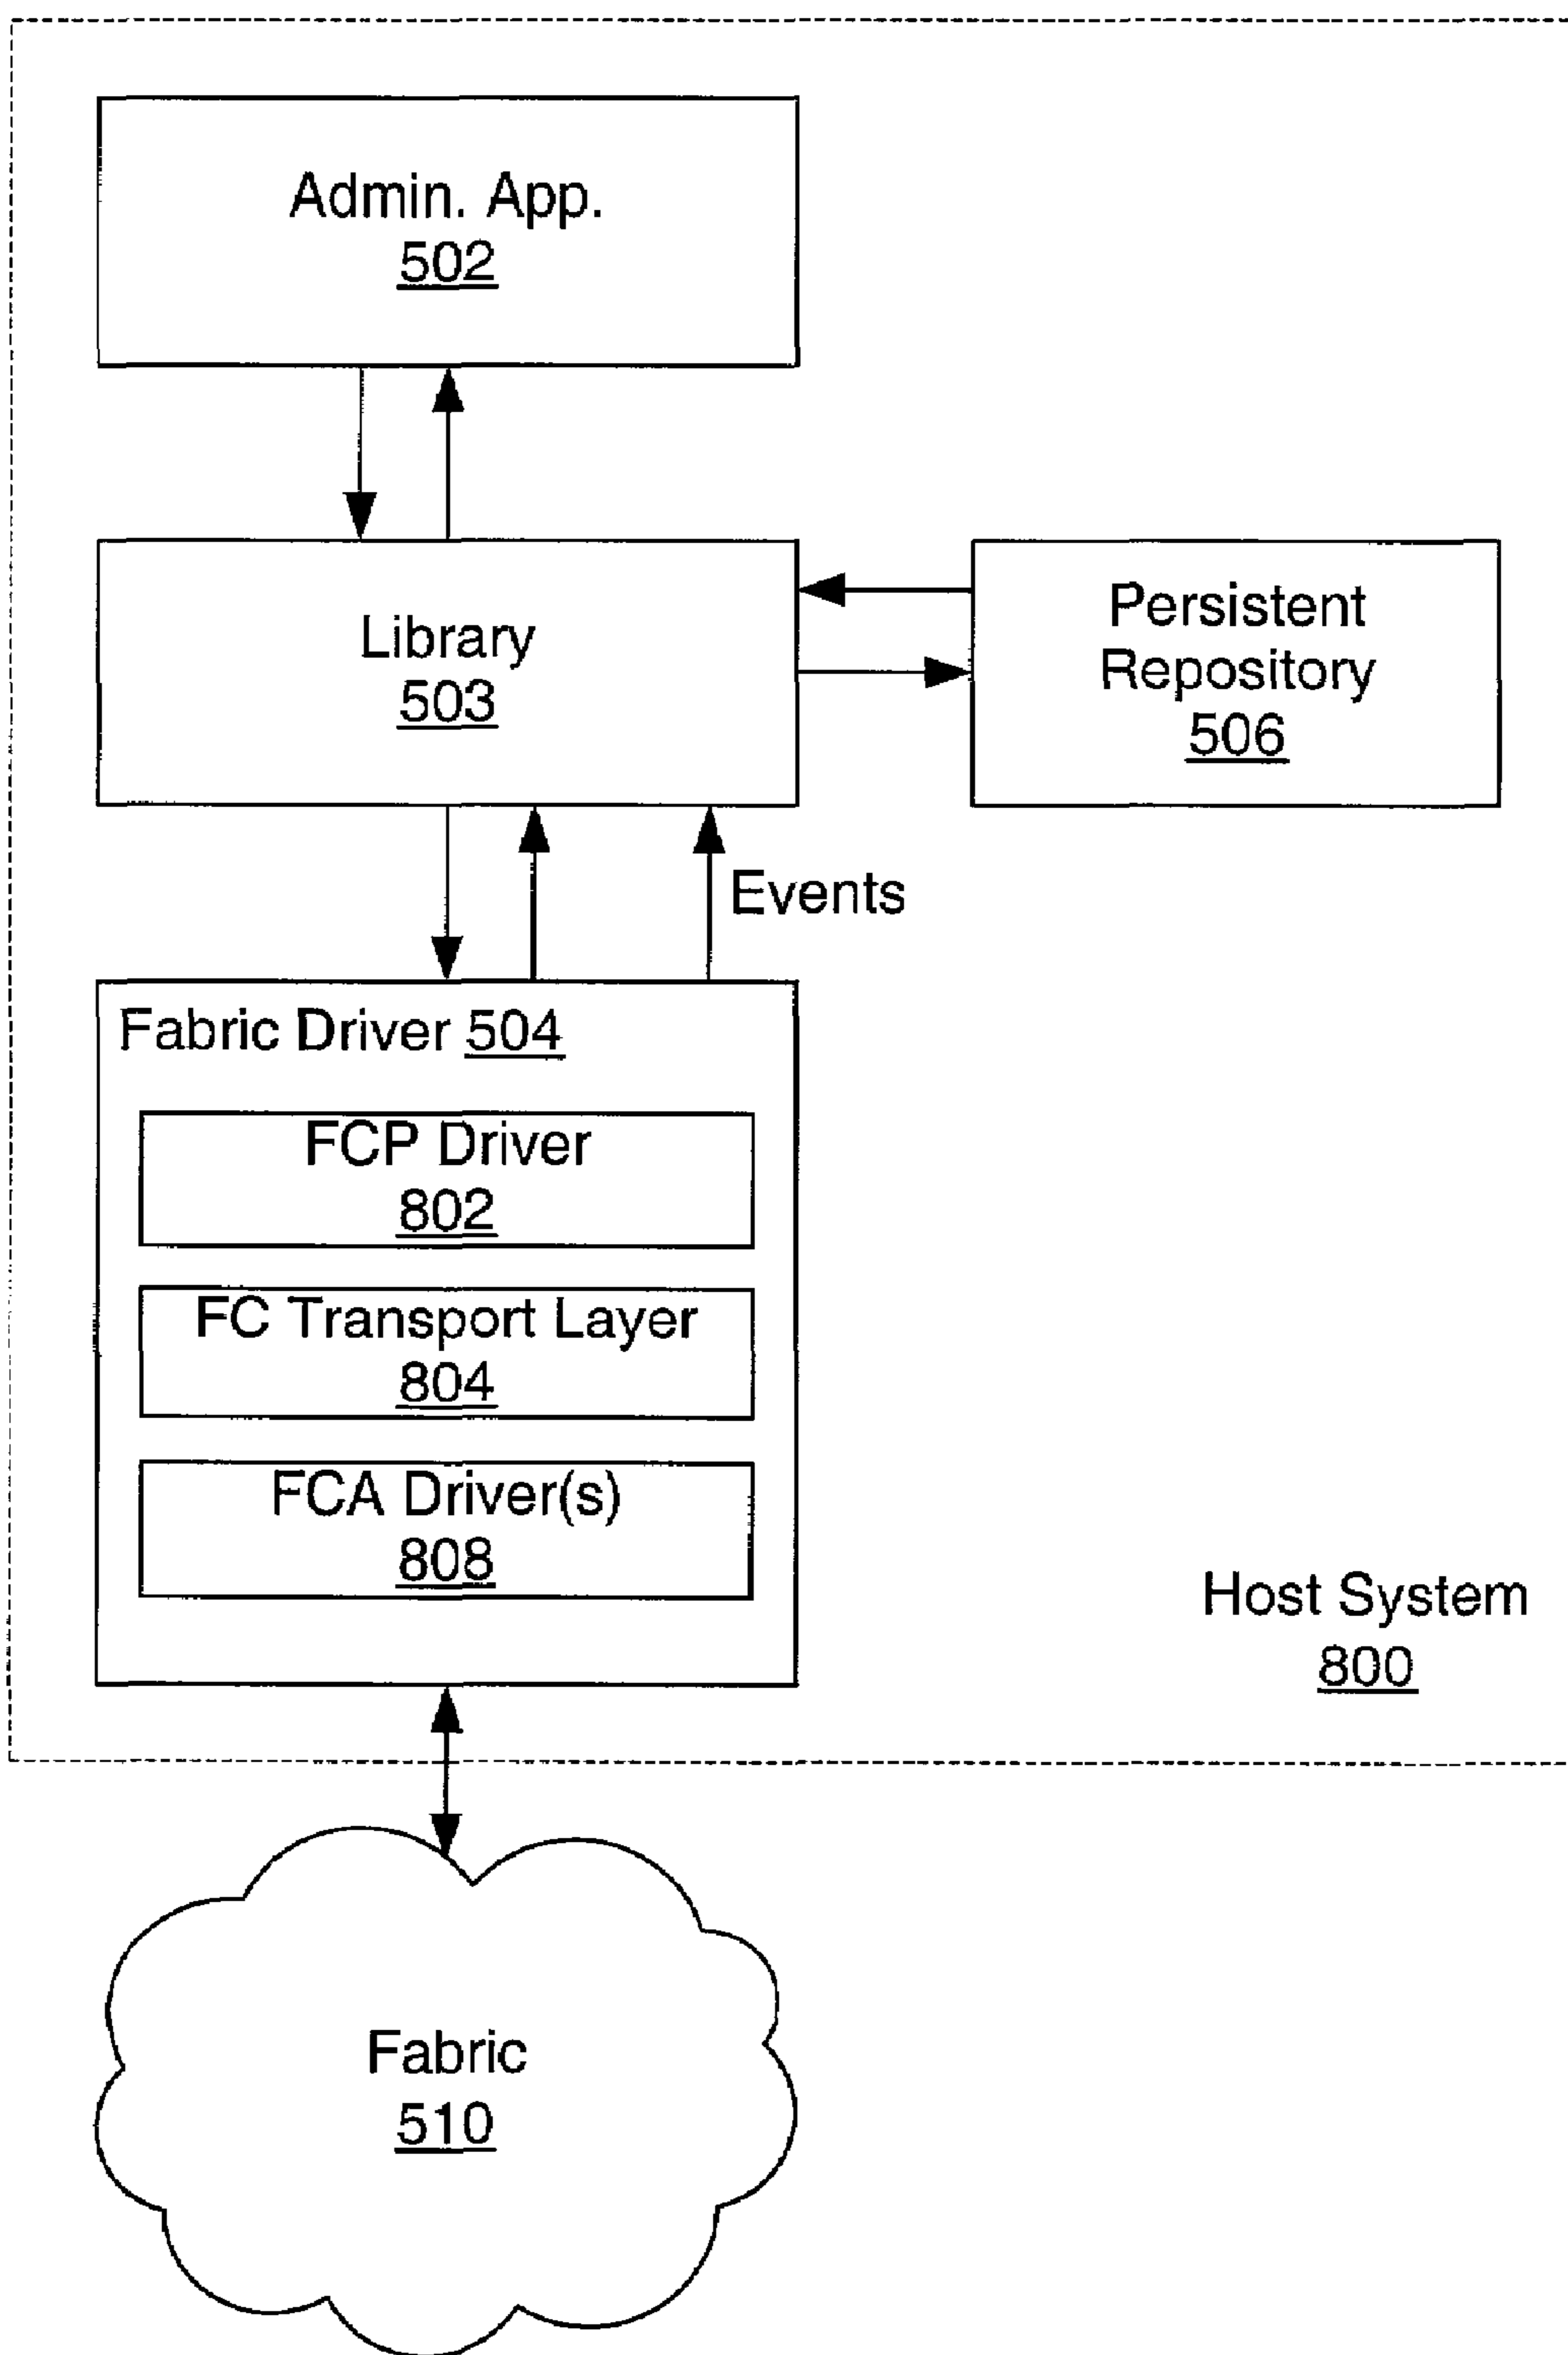 Admin. App.
502
Library
503
Persistent
Repository
506
Events
Fabric Driver 504
FCP Driver
802
FC Transport Layer
804
FCA Driver(s)
808
Host System
800
Fabric
510